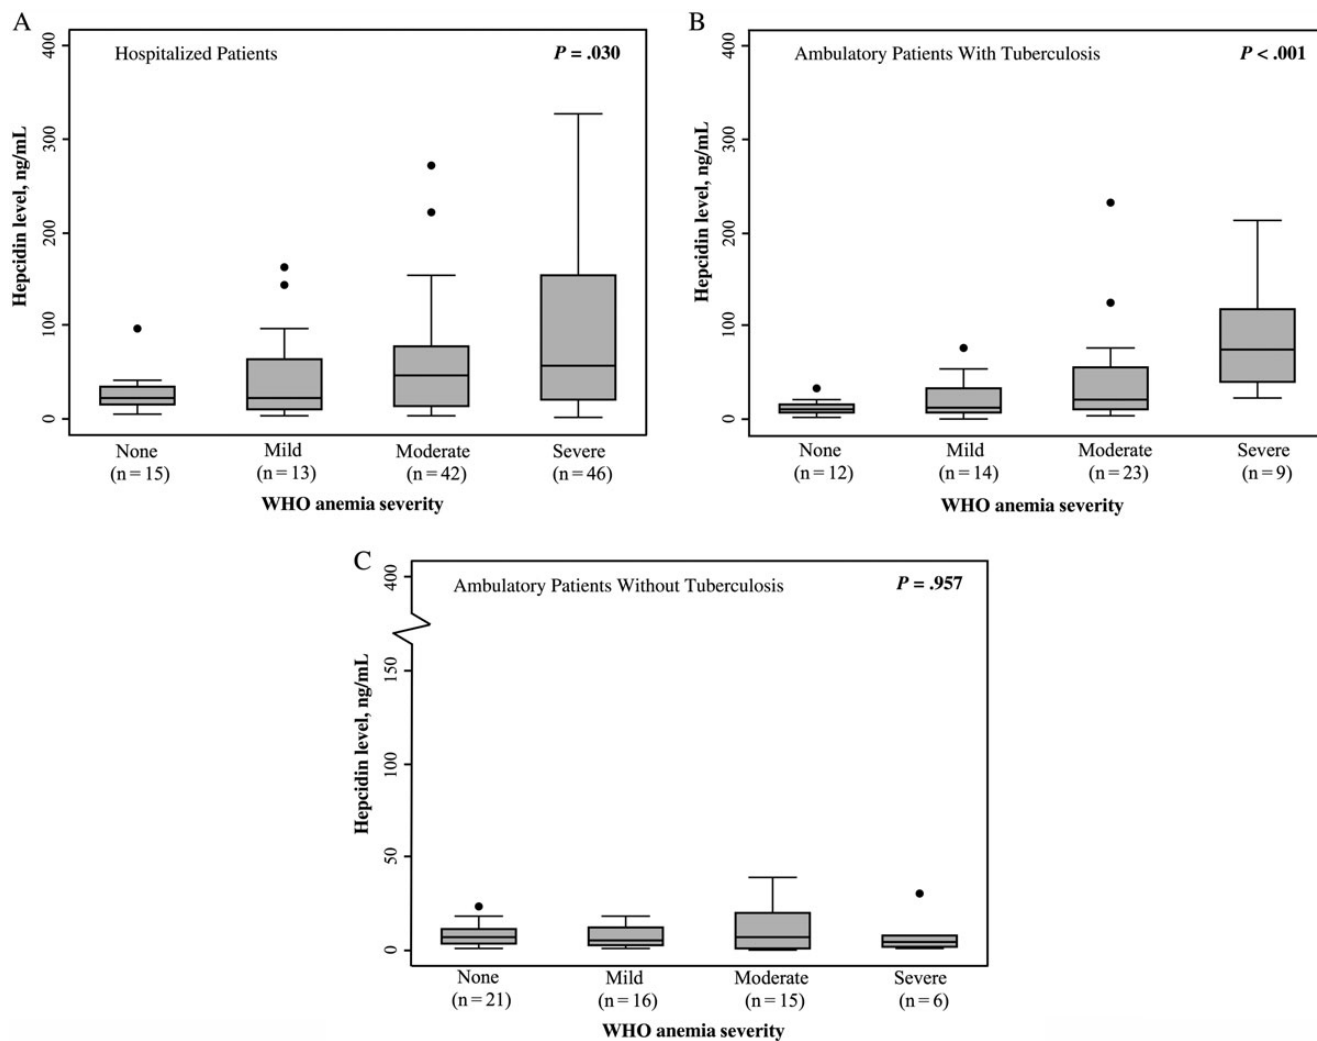 A
Hospitalized Patients
P = .030
Hepcidin level, ng/mL
400
300
200
100
0
None
(n = 15)
Mild
(n = 13)
Moderate
(n = 42)
Severe
(n = 46)
WHO anemia severity
B
Ambulatory Patients With Tuberculosis
P < .001
Hepcidin level, ng/mL
400
300
200
100
0
None
(n = 12)
Mild
(n = 14)
Moderate
(n = 23)
Severe
(n = 9)
WHO anemia severity
C
Ambulatory Patients Without Tuberculosis
P = .957
Hepcidin level, ng/mL
400
150
100
50
0
None
(n = 21)
Mild
(n = 16)
Moderate
(n = 15)
Severe
(n = 6)
WHO anemia severity